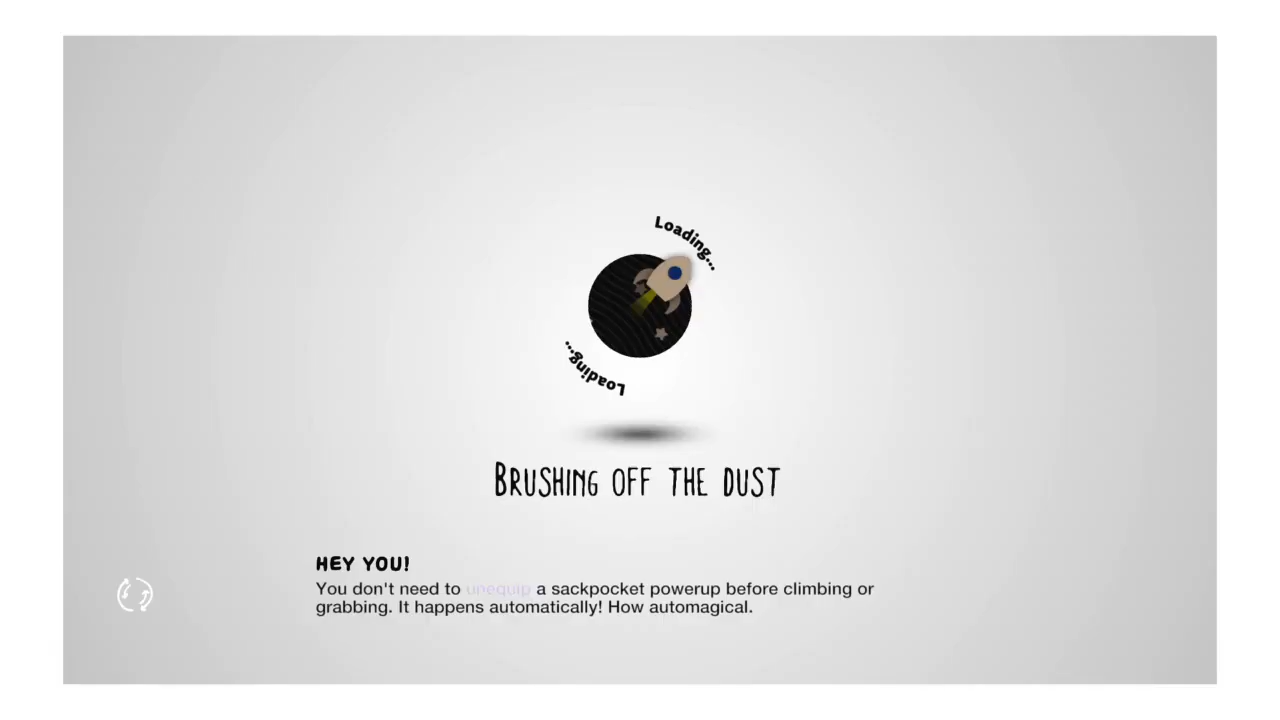 Loading...
Loading...
BRUSHING OFF THE DUST
HEY YOU!
You don't need to unequip a sackpocket powerup before climbing or
grabbing. It happens automatically! How automagical.